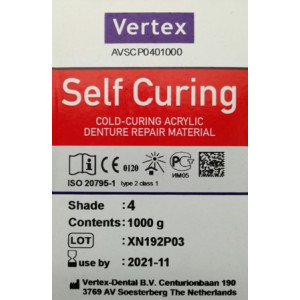 Vertex
AVSCP0401000
Self Curing
COLD-CURING ACRYLIC
DENTURE REPAIR MATERIAL
0120
ИМ05
ISO 20795-1 type 2 class 1
Shade : 4
Contents: 1000 g
LOT : XN192P03
use by : 2021-11
Vertex-Dental B.V. Centurionbaan 190
3769 AV Soesterberg The Netherlands